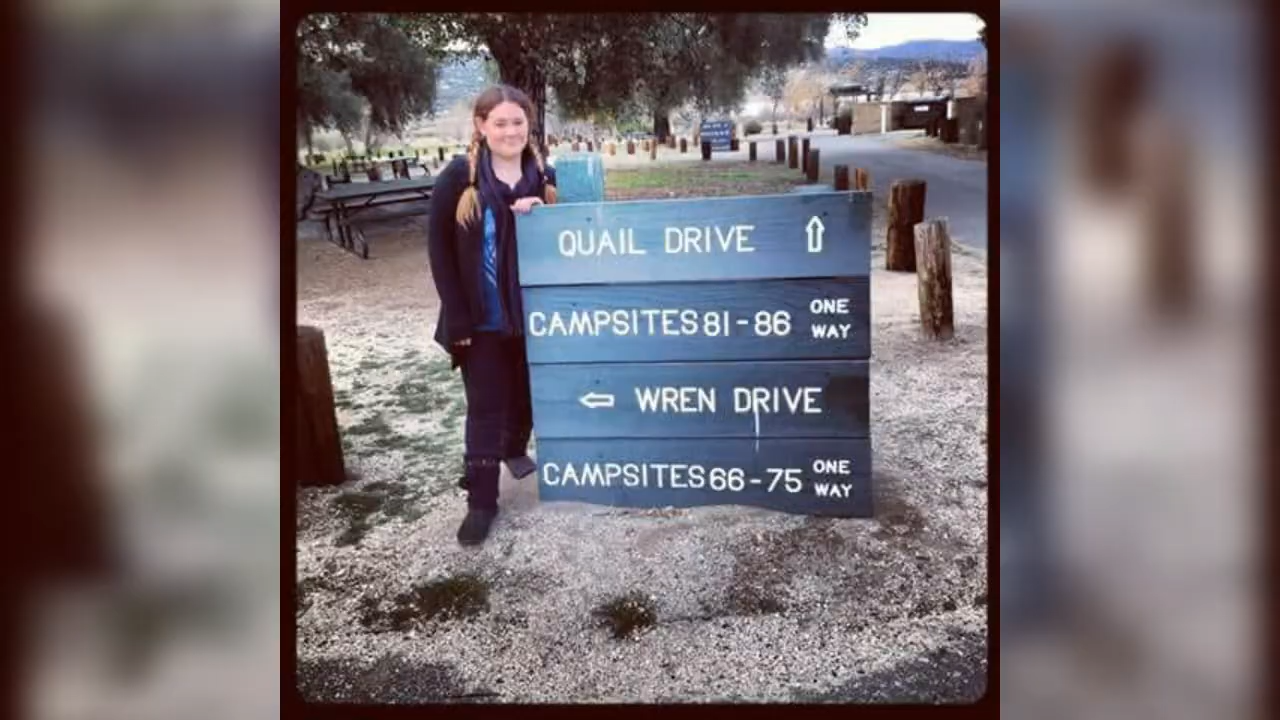 QUAIL DRIVE ⇧
CAMPSITES 81-86 ONE WAY
⇦ WREN DRIVE
CAMPSITES 66-75 ONE WAY